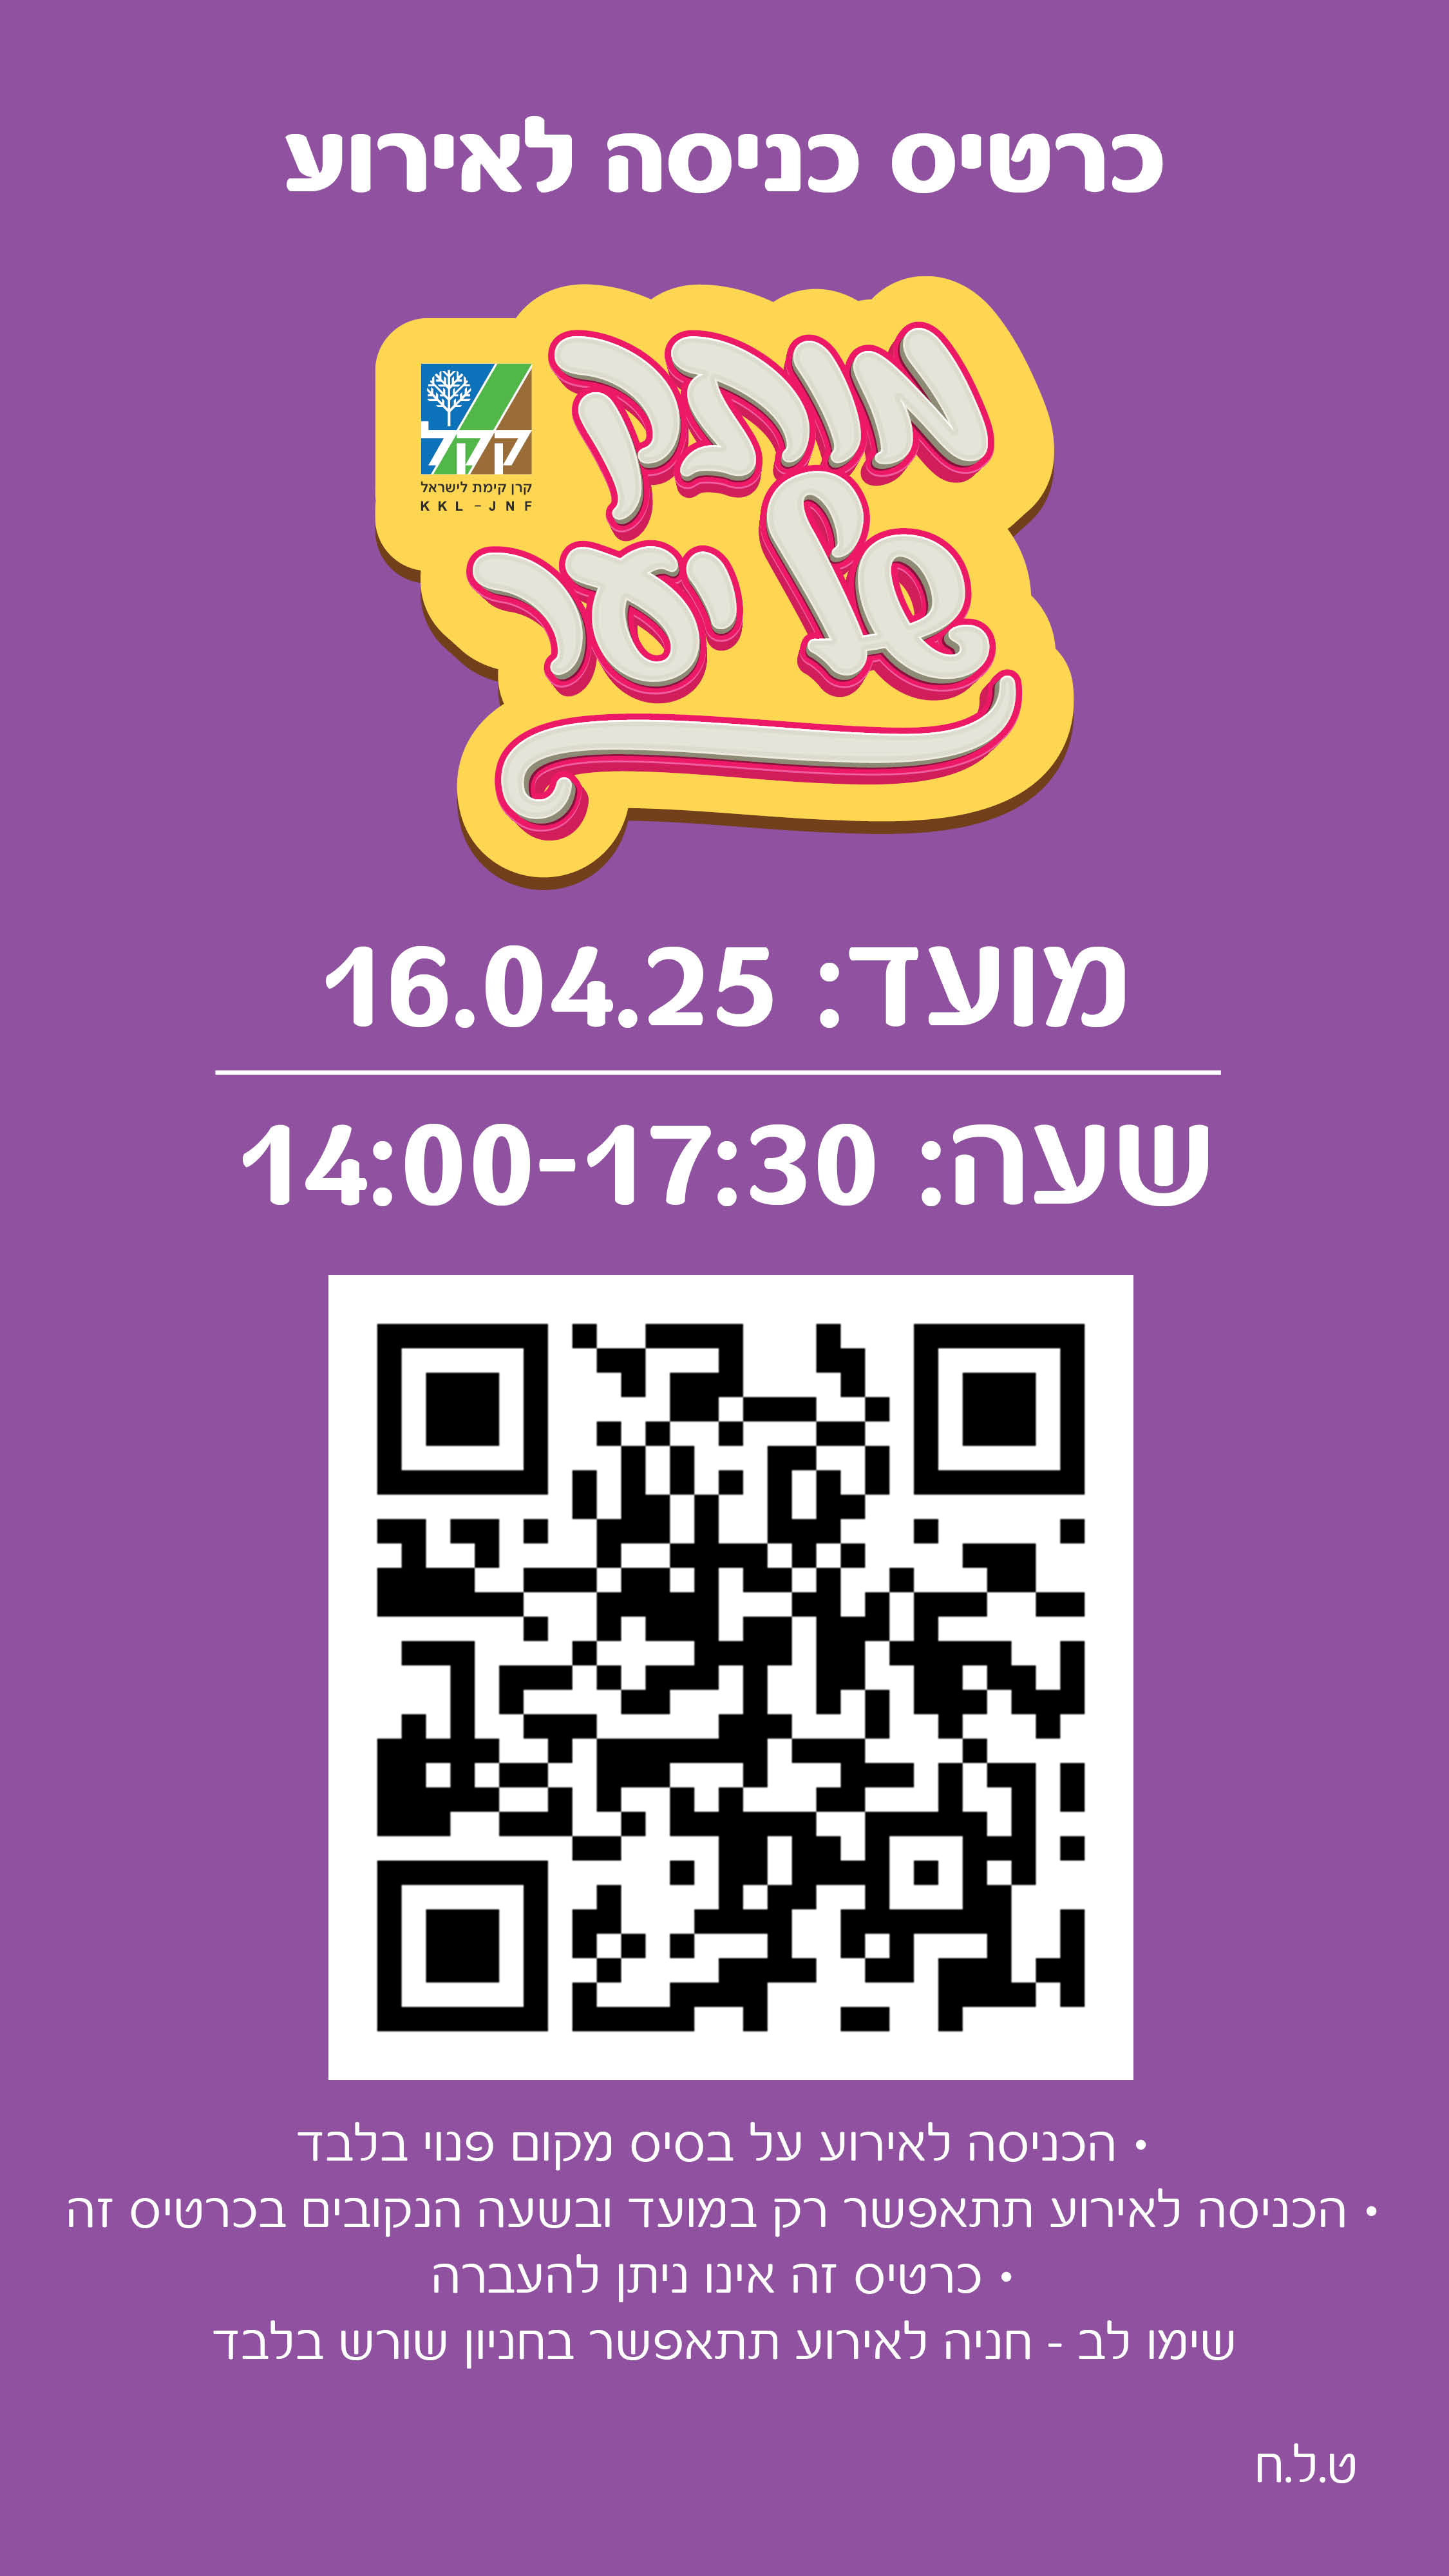 כרטיס כניסה לאירוע
מותק
של יער
קקל
קרן קימת לישראל
KKL-JNF
מועד: 16.04.25
שעה: 14:00-17:30
• הכניסה לאירוע על בסיס מקום פנוי בלבד
• הכניסה לאירוע תתאפשר רק במועד ובשעה הנקובים בכרטיס זה
• כרטיס זה אינו ניתן להעברה
שימו לב - חניה לאירוע תתאפשר בחניון שורש בלבד
ט.ל.ח